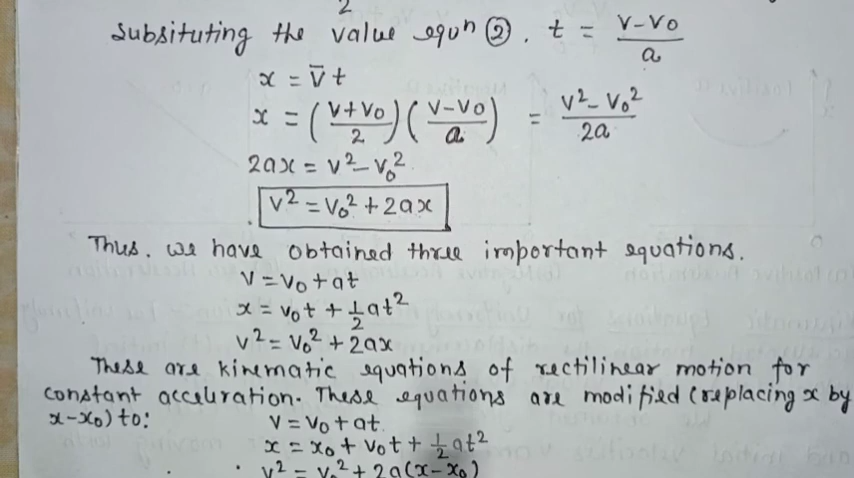 2
Subsituting the value equn ②. t = v-v₀/a
x = v̄t
x = (v+v₀/2)(v-v₀/a) = v²-v₀²/2a
2ax = v²-v₀²
v² = v₀² + 2ax
Thus. we have obtained three important equations.
v = v₀ + at
x = v₀t + ½at²
v² = v₀² + 2ax
These are kinematic equations of rectilinear motion for
constant accluration. These equations are modified (replacing x by
x-x₀) to:
v = v₀ + at.
x = x₀ + v₀t + ½at²
v² = v₀² + 2a(x-x₀)